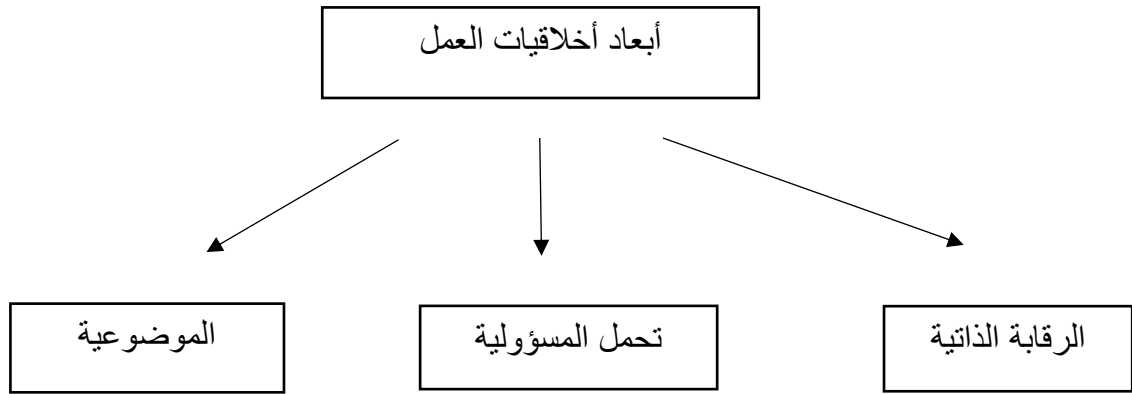 أبعاد أخلاقيات العمل
الرقابة الذاتية
تحمل المسؤولية
الموضوعية